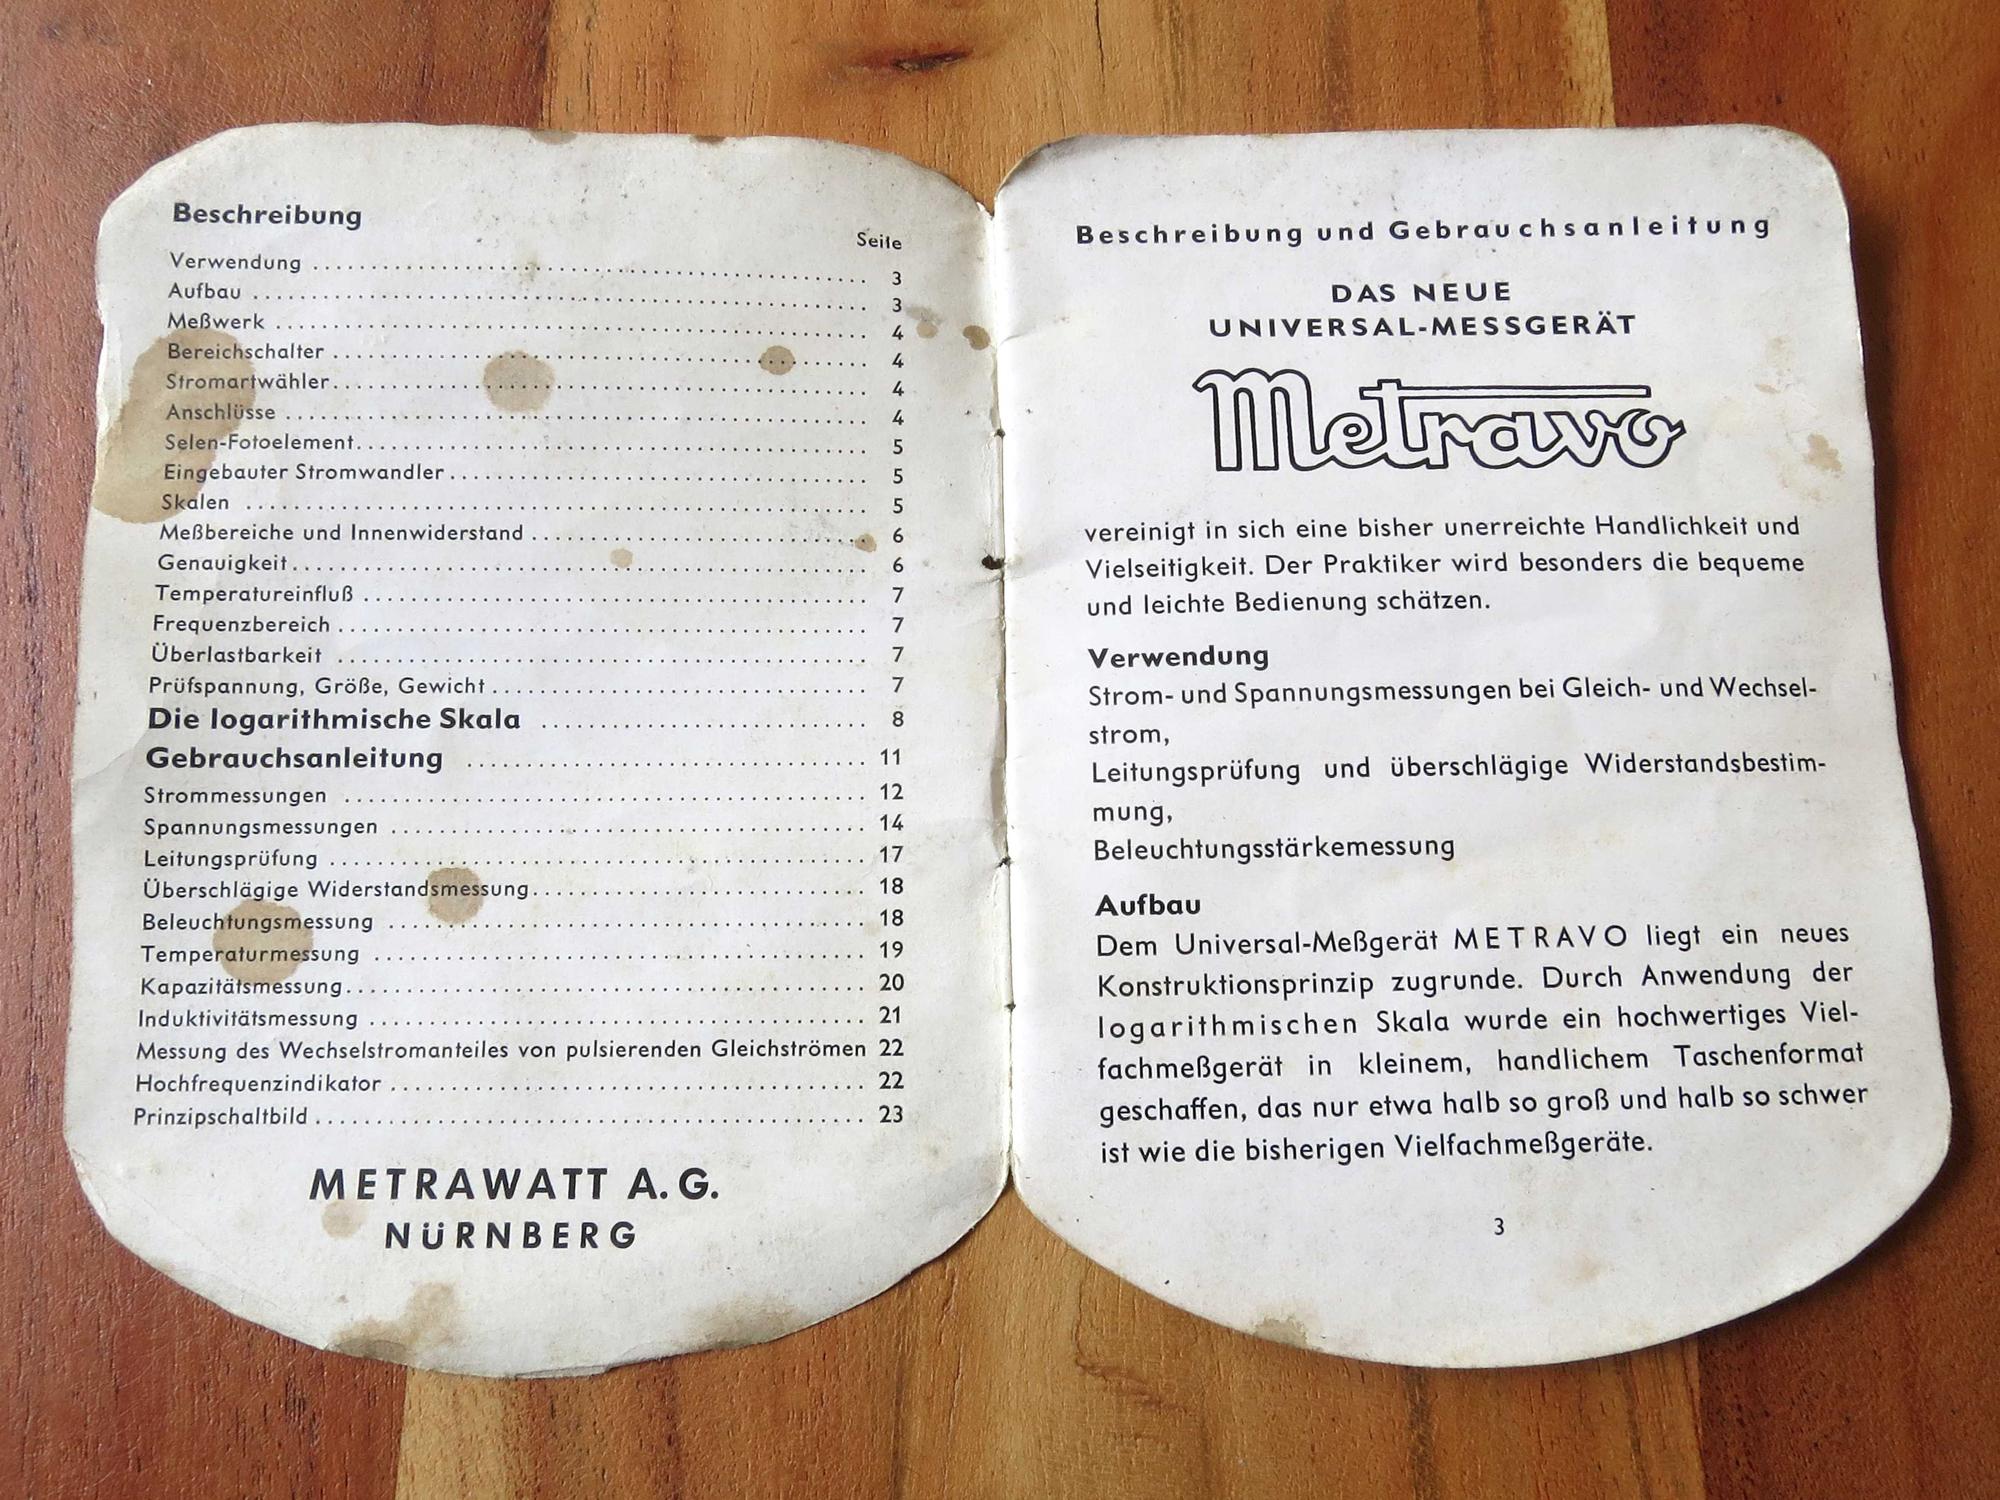 Beschreibung
Seite
Verwendung ........ 3
Aufbau ........ 3
Meßwerk ........ 4
Bereichschalter ........ 4
Stromartwähler ........ 4
Anschlüsse ........ 4
Selen-Fotoelement ........ 5
Eingebauter Stromwandler ........ 5
Skalen ........ 5
Meßbereiche und Innenwiderstand ........ 6
Genauigkeit ........ 6
Temperatureinfluß ........ 7
Frequenzbereich ........ 7
Überlastbarkeit ........ 7
Prüfspannung, Größe, Gewicht ........ 7
Die logarithmische Skala ........ 8
Gebrauchsanleitung ........ 11
Strommessungen ........ 12
Spannungsmessungen ........ 14
Leitungsprüfung ........ 17
Überschlägige Widerstandsmessung ........ 18
Beleuchtungsmessung ........ 18
Temperaturmessung ........ 19
Kapazitätsmessung ........ 20
Induktivitätsmessung ........ 21
Messung des Wechselstromanteiles von pulsierenden Gleichströmen 22
Hochfrequenzindikator ........ 22
Prinzipschaltbild ........ 23
METRAWATT A.G.
NÜRNBERG
Beschreibung und Gebrauchsanleitung
DAS NEUE
UNIVERSAL-MESSGERÄT
Metravo
vereinigt in sich eine bisher unerreichte Handlichkeit und
Vielseitigkeit. Der Praktiker wird besonders die bequeme
und leichte Bedienung schätzen.
Verwendung
Strom- und Spannungsmessungen bei Gleich- und Wechsel-
strom,
Leitungsprüfung und überschlägige Widerstandsbestim-
mung,
Beleuchtungsstärkemessung
Aufbau
Dem Universal-Meßgerät METRAVO liegt ein neues
Konstruktionsprinzip zugrunde. Durch Anwendung der
logarithmischen Skala wurde ein hochwertiges Viel-
fachmeßgerät in kleinem, handlichem Taschenformat
geschaffen, das nur etwa halb so groß und halb so schwer
ist wie die bisherigen Vielfachmeßgeräte.
3